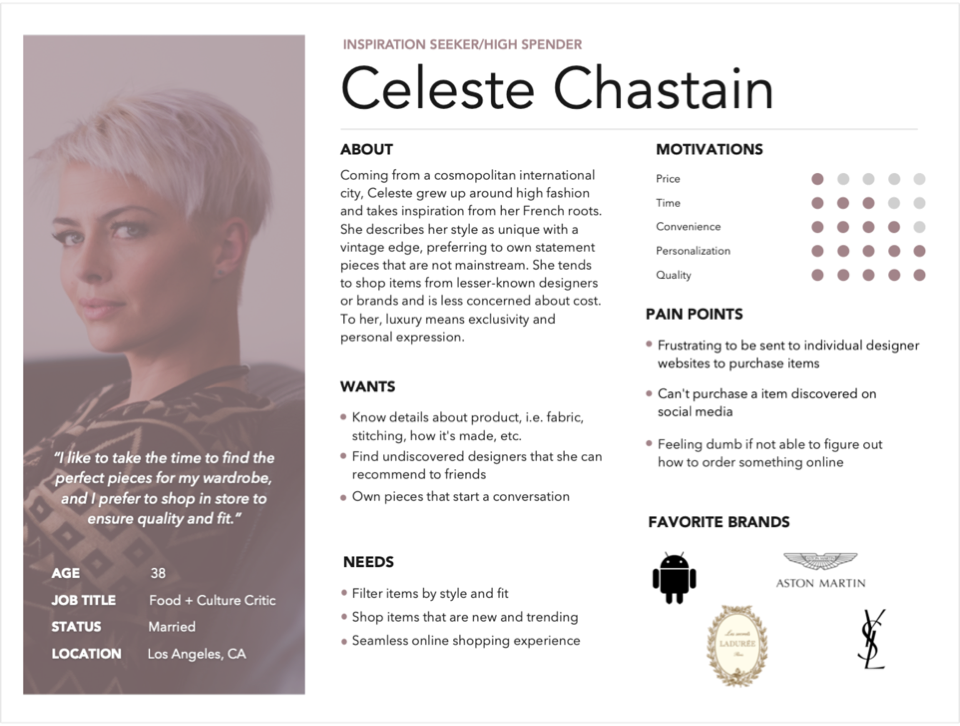 INSPIRATION SEEKER/HIGH SPENDER
Celeste Chastain
"I like to take the time to find the
perfect pieces for my wardrobe,
and I prefer to shop in store to
ensure quality and fit."
AGE 38
JOB TITLE Food + Culture Critic
STATUS Married
LOCATION Los Angeles, CA
ABOUT
Coming from a cosmopolitan international
city, Celeste grew up around high fashion
and takes inspiration from her French roots.
She describes her style as unique with a
vintage edge, preferring to own statement
pieces that are not mainstream. She tends
to shop items from lesser-known designers
or brands and is less concerned about cost.
To her, luxury means exclusivity and
personal expression.
WANTS
Know details about product, i.e. fabric,
stitching, how it's made, etc.
Find undiscovered designers that she can
recommend to friends
Own pieces that start a conversation
NEEDS
Filter items by style and fit
Shop items that are new and trending
Seamless online shopping experience
MOTIVATIONS
Price
Time
Convenience
Personalization
Quality
PAIN POINTS
Frustrating to be sent to individual designer
websites to purchase items
Can't purchase a item discovered on
social media
Feeling dumb if not able to figure out
how to order something online
FAVORITE BRANDS
ASTON MARTIN
LADURÉE
Paris
YSL